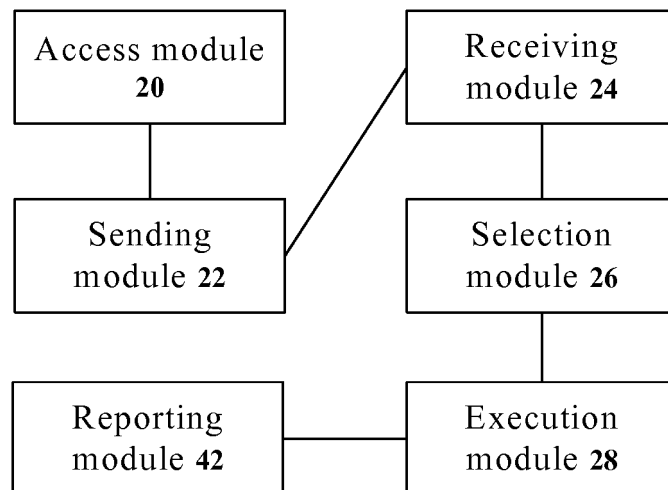 Access module
20
Sending
module 22
Receiving
module 24
Selection
module 26
Execution
module 28
Reporting
module 42